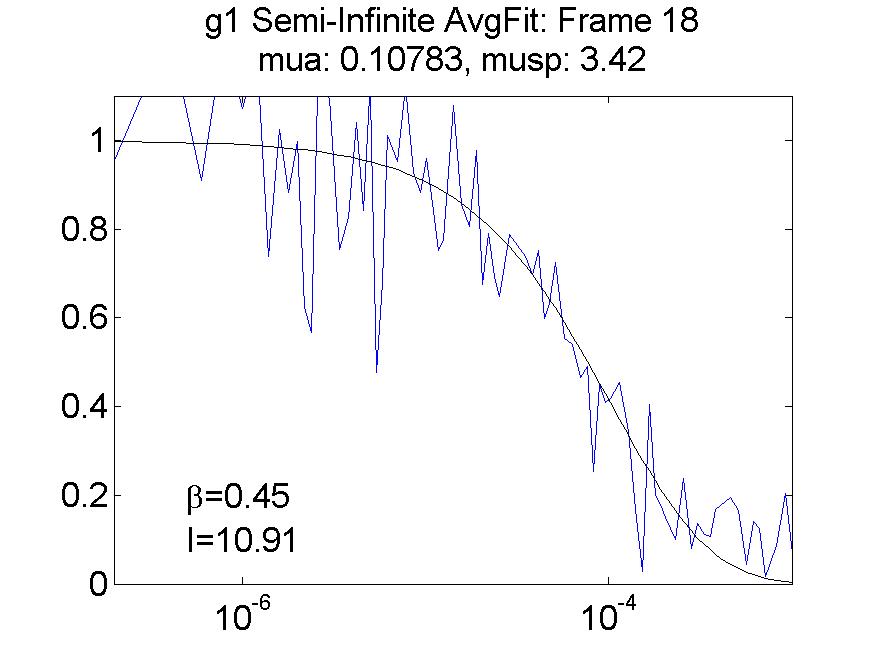 g1 Semi-Infinite AvgFit: Frame 18
mua: 0.10783, musp: 3.42
1
0.8
0.6
0.4
0.2
0
β=0.45
I=10.91
10^-6
10^-4